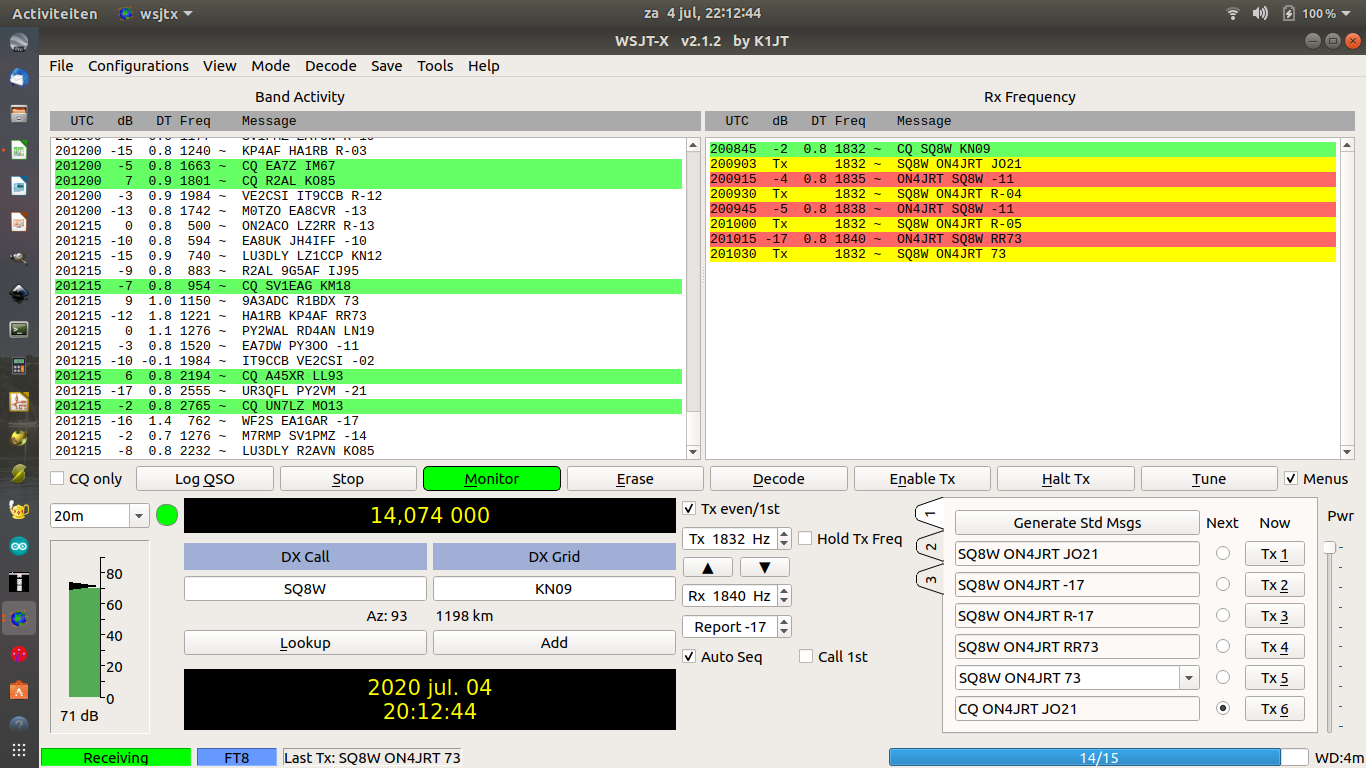 Activiteiten wsjtx za 4 jul, 22:12:44 100 %
WSJT-X v2.1.2 by K1JT
File Configurations View Mode Decode Save Tools Help
Band Activity
UTC dB DT Freq Message
201200 -15 0.8 1240 ~ KP4AF HA1RB R-03
201200 -5 0.8 1663 ~ CQ EA7Z IM67
201200 7 0.9 1801 ~ CQ R2AL KO85
201200 -3 0.9 1984 ~ VE2CSI IT9CCB R-12
201200 -13 0.8 1742 ~ M0TZO EA8CVR -13
201215 0 0.8 500 ~ ON2ACO LZ2RR R-13
201215 -10 0.8 594 ~ EA8UK JH4IFF -10
201215 -15 0.9 740 ~ LU3DLY LZ1CCP KN12
201215 -9 0.8 883 ~ R2AL 9G5AF IJ95
201215 -7 0.8 954 ~ CQ SV1EAG KM18
201215 9 1.0 1150 ~ 9A3ADC R1BDX 73
201215 -12 1.8 1221 ~ HA1RB KP4AF RR73
201215 0 1.1 1276 ~ PY2WAL RD4AN LN19
201215 -3 0.8 1520 ~ EA7DW PY3OO -11
201215 -10 -0.1 1984 ~ IT9CCB VE2CSI -02
201215 6 0.8 2194 ~ CQ A45XR LL93
201215 -17 0.8 2555 ~ UR3QFL PY2VM -21
201215 -2 0.8 2765 ~ CQ UN7LZ MO13
201215 -16 1.4 762 ~ WF2S EA1GAR -17
201215 -2 0.7 1276 ~ M7RMP SV1PMZ -14
201215 -8 0.8 2232 ~ LU3DLY R2AVN KO85
Rx Frequency
UTC dB DT Freq Message
200845 -2 0.8 1832 ~ CQ SQ8W KN09
200903 Tx 1832 ~ SQ8W ON4JRT JO21
200915 -4 0.8 1835 ~ ON4JRT SQ8W -11
200930 Tx 1832 ~ SQ8W ON4JRT R-04
200945 -5 0.8 1838 ~ ON4JRT SQ8W -11
201000 Tx 1832 ~ SQ8W ON4JRT R-05
201015 -17 0.8 1840 ~ ON4JRT SQ8W RR73
201030 Tx 1832 ~ SQ8W ON4JRT 73
CQ only Log QSO Stop Monitor Erase Decode Enable Tx Halt Tx Tune Menus
20m
80
60
40
20
0
71 dB
14,074 000
DX Call DX Grid
SQ8W KN09
Az: 93 1198 km
Lookup Add
2020 jul. 04
20:12:44
Tx even/1st
Tx 1832 Hz Hold Tx Freq
Rx 1840 Hz
Report -17
Auto Seq Call 1st
1
2
3
Generate Std Msgs Next Now Pwr
SQ8W ON4JRT JO21 Tx 1
SQ8W ON4JRT -17 Tx 2
SQ8W ON4JRT R-17 Tx 3
SQ8W ON4JRT RR73 Tx 4
SQ8W ON4JRT 73 Tx 5
CQ ON4JRT JO21 Tx 6
Receiving FT8 Last Tx: SQ8W ON4JRT 73 14/15 WD:4m